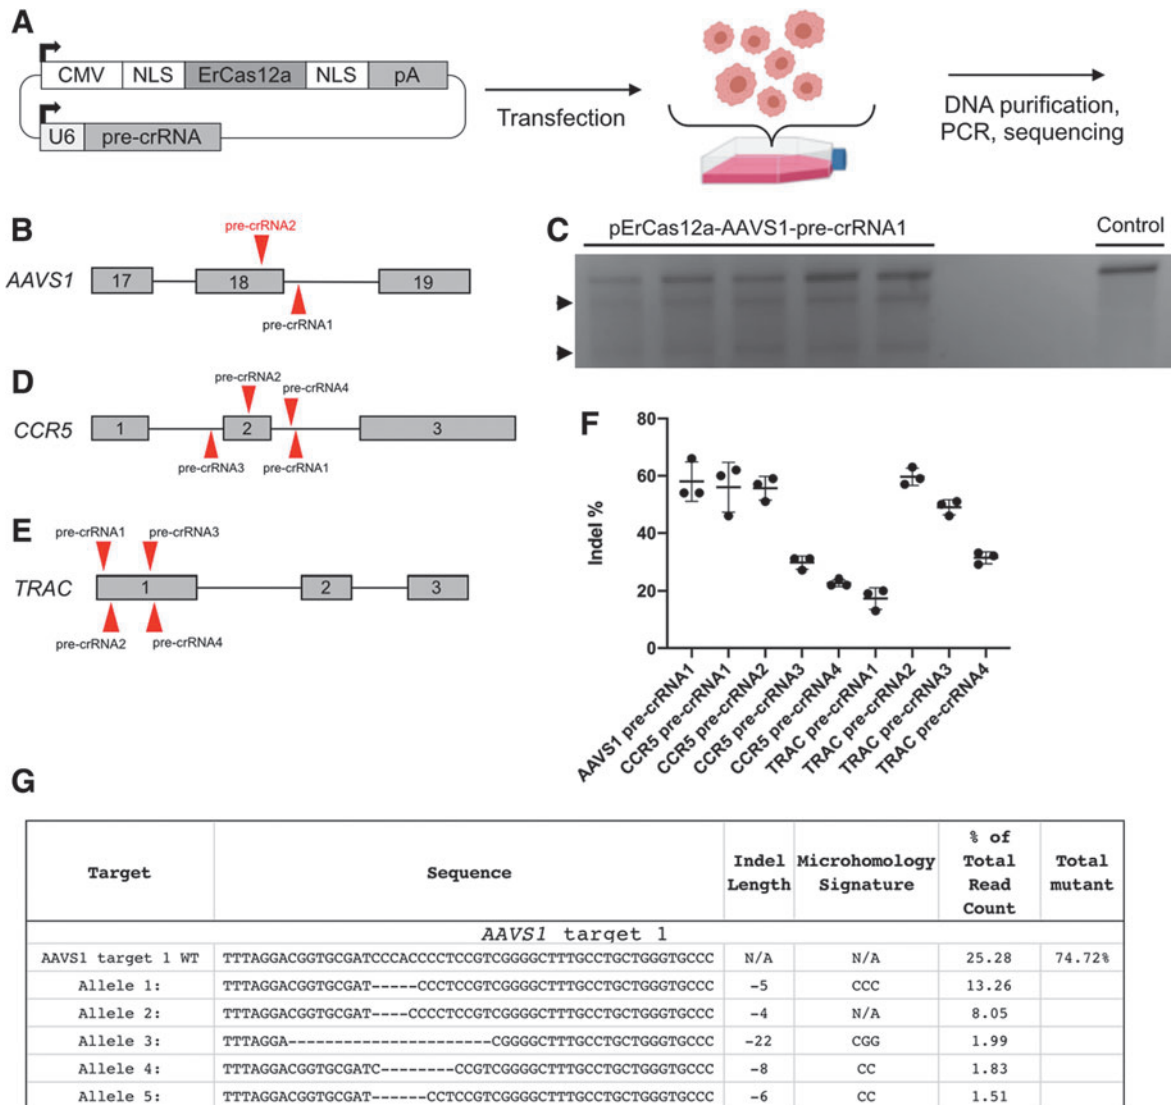 A
CMV NLS ErCas12a NLS pA
U6 pre-crRNA
Transfection
DNA purification,
PCR, sequencing
B
pre-crRNA2
AAVS1
17 18 19
pre-crRNA1
C
pErCas12a-AAVS1-pre-crRNA1
Control
D
pre-crRNA2
pre-crRNA4
CCR5
1 2 3
pre-crRNA3
pre-crRNA1
E
pre-crRNA1
pre-crRNA3
TRAC
1 2 3
pre-crRNA2
pre-crRNA4
F
Indel %
80
60
40
20
0
AAVS1 pre-crRNA1
CCR5 pre-crRNA1
CCR5 pre-crRNA2
CCR5 pre-crRNA3
CCR5 pre-crRNA4
TRAC pre-crRNA1
TRAC pre-crRNA2
TRAC pre-crRNA3
TRAC pre-crRNA4
G
Target Sequence Indel Length Microhomology Signature % of Total Read Count Total mutant
AAVS1 target 1
AAVS1 target 1 WT TTTAGGACGGTGCGATCCCACCCCTCCGTCGGGGCTTTGCCTGCTGGGTGCCC N/A N/A 25.28 74.72%
Allele 1: TTTAGGACGGTGCGAT-----CCCTCCGTCGGGGCTTTGCCTGCTGGGTGCCC -5 CCC 13.26
Allele 2: TTTAGGACGGTGCGAT----CCCCTCCGTCGGGGCTTTGCCTGCTGGGTGCCC -4 N/A 8.05
Allele 3: TTTAGGA----------------------CGGGGCTTTGCCTGCTGGGTGCCC -22 CGG 1.99
Allele 4: TTTAGGACGGTGCGATC--------CCGTCGGGGCTTTGCCTGCTGGGTGCCC -8 CC 1.83
Allele 5: TTTAGGACGGTGCGAT------CCTCCGTCGGGGCTTTGCCTGCTGGGTGCCC -6 CC 1.51